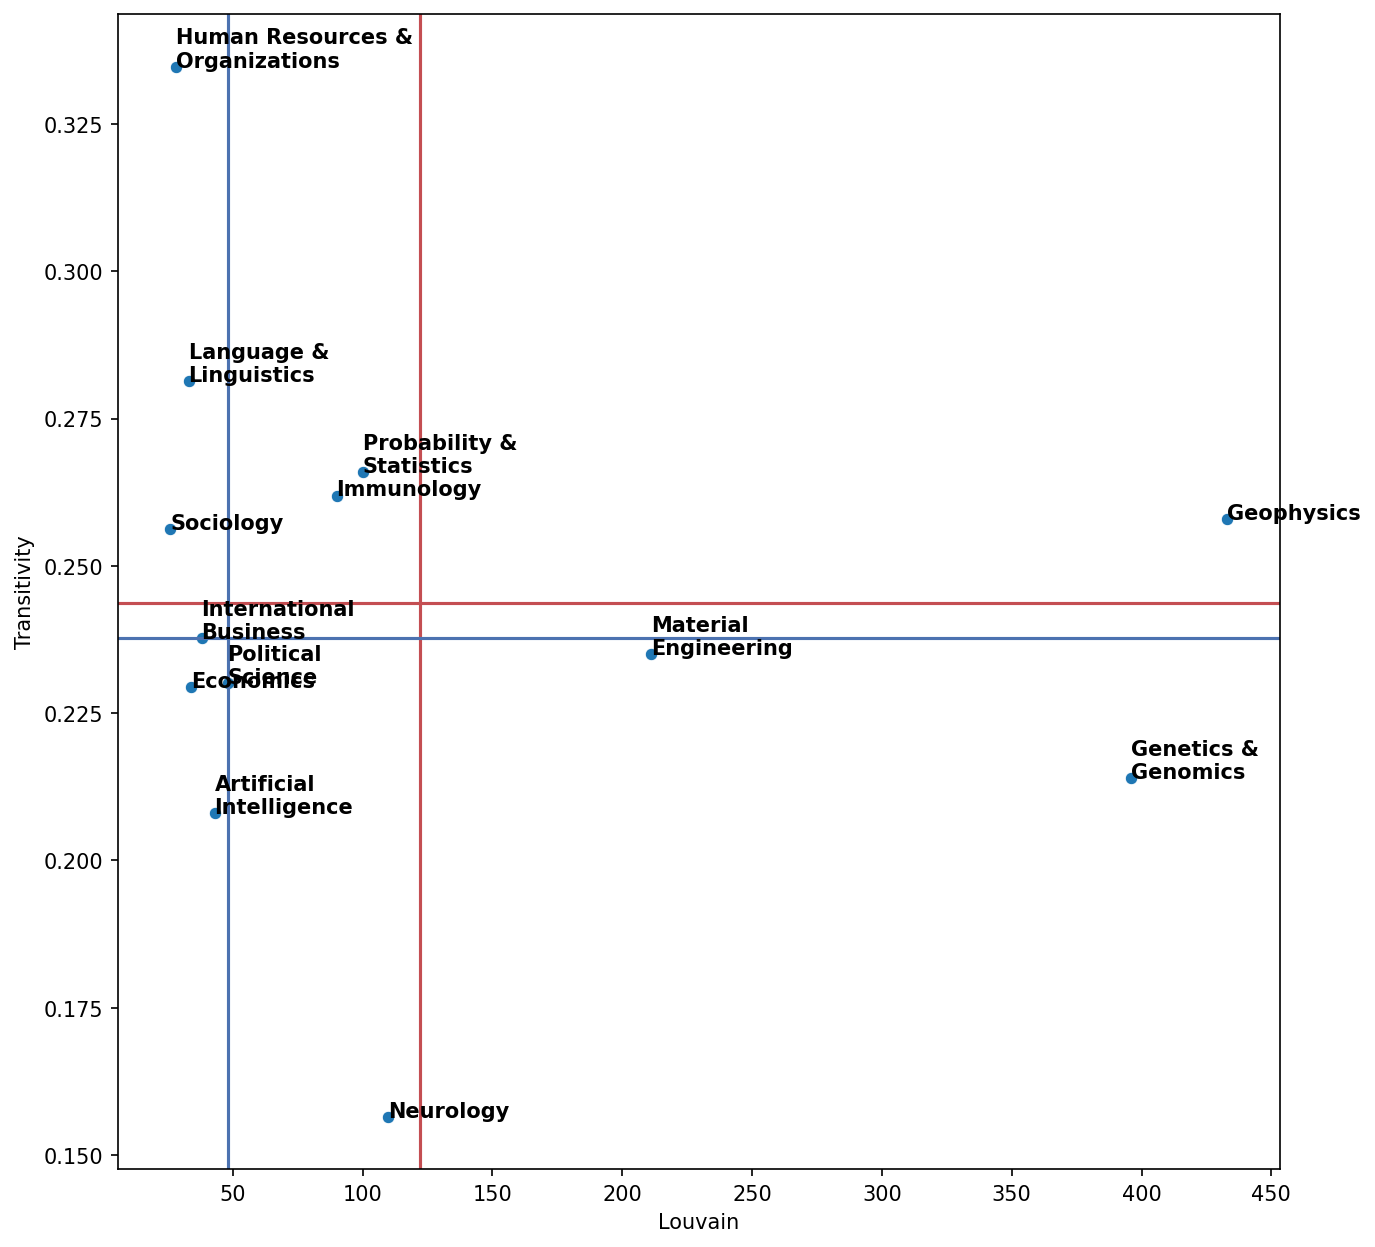 Human Resources &
Organizations
0.325
0.300
Language &
Linguistics
0.275
Probability &
Statistics
Immunology
Sociology
Geophysics
0.250
Transitivity
International
Business
Material
Engineering
Political
Science
Economics
0.225
Genetics &
Genomics
Artificial
Intelligence
0.200
0.175
Neurology
0.150
50 100 150 200 250 300 350 400 450
Louvain